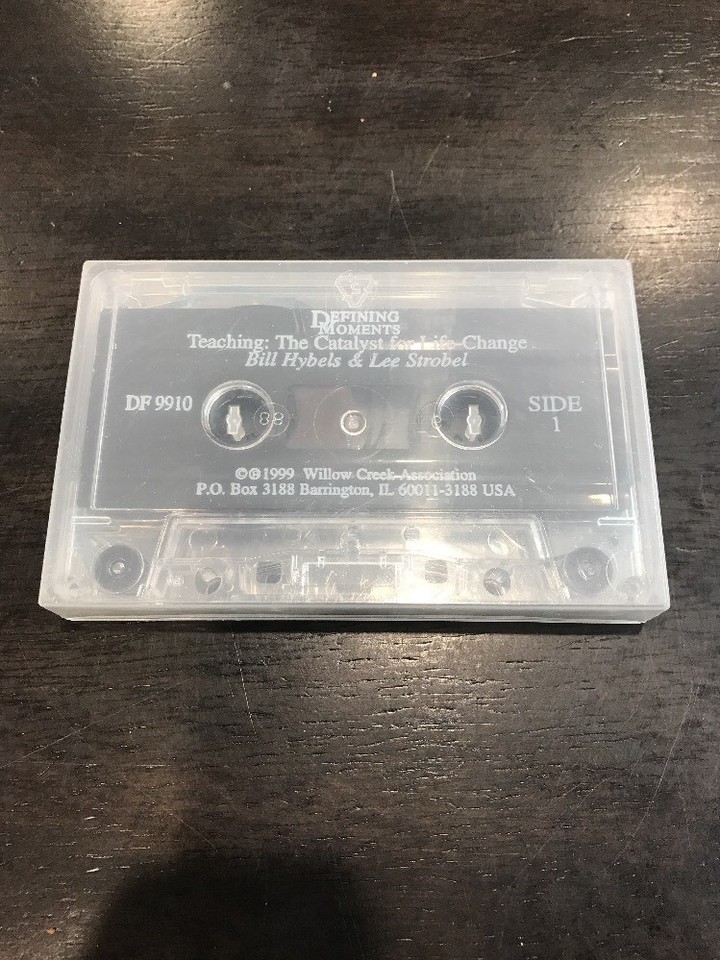 DEFINING
MOMENTS
Teaching: The Catalyst for Life-Change
Bill Hybels & Lee Strobel
DF 9910
SIDE
1
©℗1999 Willow Creek Association
P.O. Box 3188 Barrington, IL 60011-3188 USA